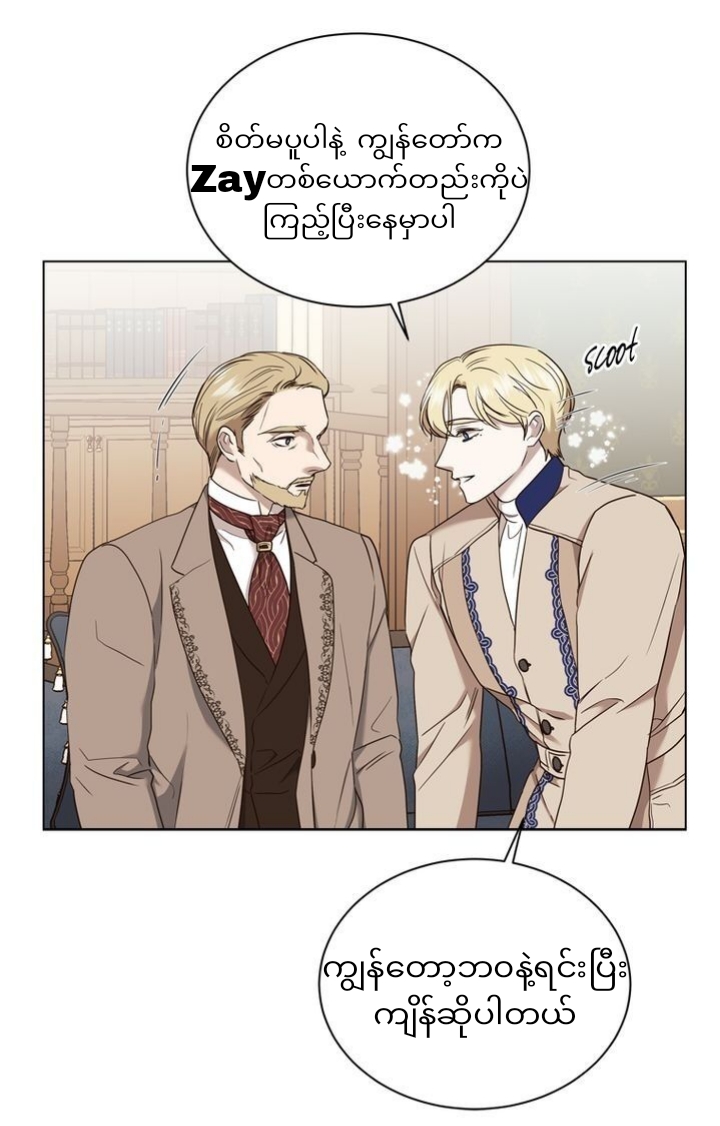 စိတ်မပူပါနဲ့ ကျွန်တော်က
Zayတစ်ယောက်တည်းကိုပဲ
ကြည့်ပြီးနေမှာပါ
scoot
ကျွန်တော့ဘဝနဲ့ရင်းပြီး
ကျိန်ဆိုပါတယ်